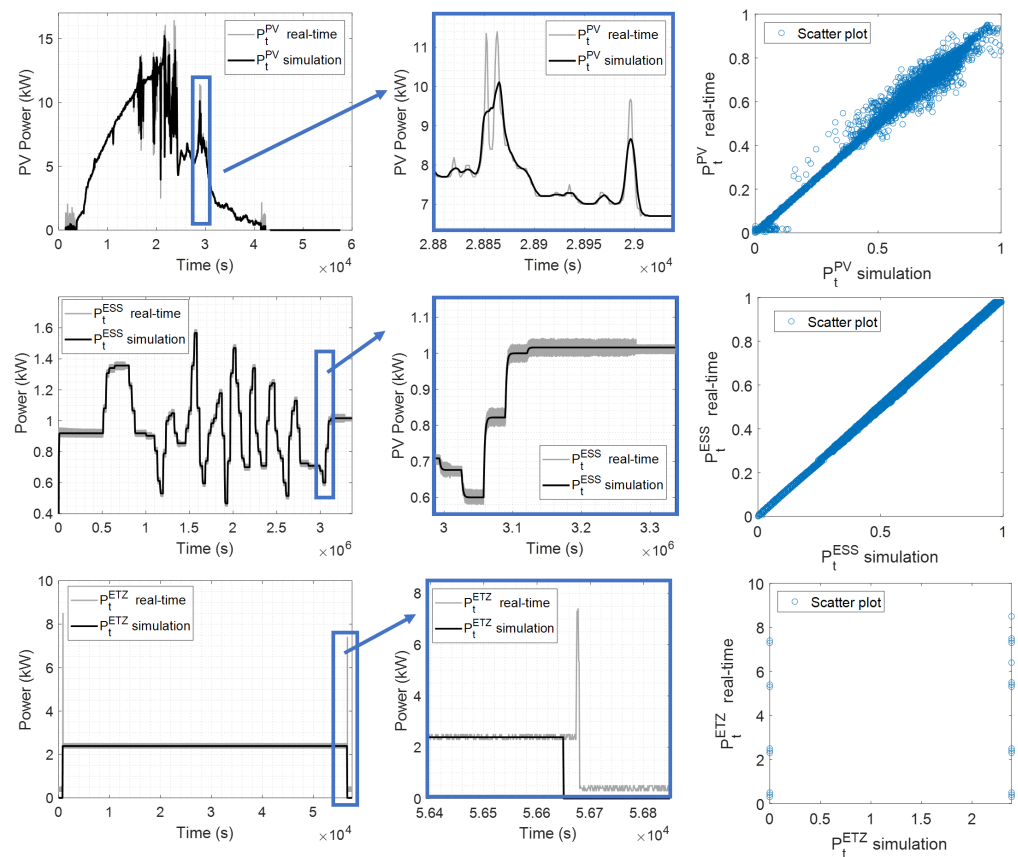 P_t^PV real-time
P_t^PV simulation
PV Power (kW)
15
10
5
0
0 1 2 3 4 5 6
Time (s)
×10^4
P_t^PV real-time
P_t^PV simulation
PV Power (kW)
11
10
9
8
7
2.88 2.885 2.89 2.895 2.9
Time (s)
×10^4
Scatter plot
P_t^PV real-time
1
0.8
0.6
0.4
0.2
0
0 0.5 1
P_t^PV simulation
P_t^ESS real-time
P_t^ESS simulation
Power (kW)
1.6
1.4
1.2
1
0.8
0.6
0.4
0 0.5 1 1.5 2 2.5 3
Time (s)
×10^6
P_t^ESS real-time
P_t^ESS simulation
PV Power (kW)
1.1
1
0.9
0.8
0.7
0.6
3 3.1 3.2 3.3
Time (s)
×10^6
Scatter plot
P_t^ESS real-time
1
0.8
0.6
0.4
0.2
0
0 0.5 1
P_t^ESS simulation
P_t^ETZ real-time
P_t^ETZ simulation
Power (kW)
10
8
6
4
2
0
0 1 2 3 4 5
Time (s)
×10^4
P_t^ETZ real-time
P_t^ETZ simulation
Power (kW)
8
6
4
2
0
5.64 5.65 5.66 5.67 5.68
Time (s)
×10^4
Scatter plot
P_t^ETZ real-time
10
8
6
4
2
0
0 0.5 1 1.5 2
P_t^ETZ simulation